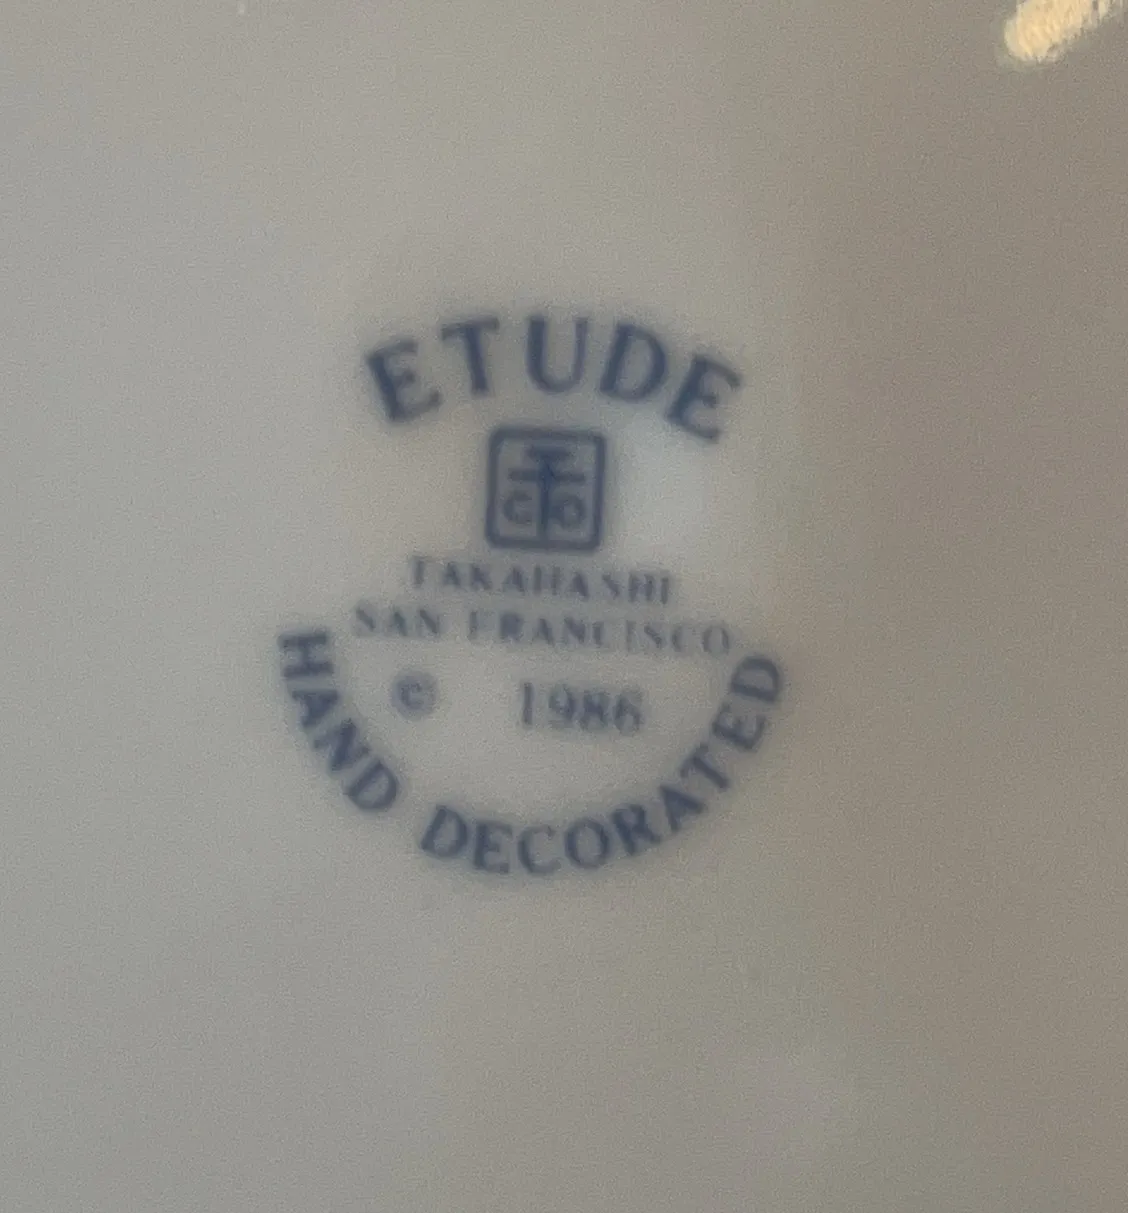 ETUDE
T
C O
TAKAHASHI
SAN FRANCISCO
© 1986
HAND DECORATED